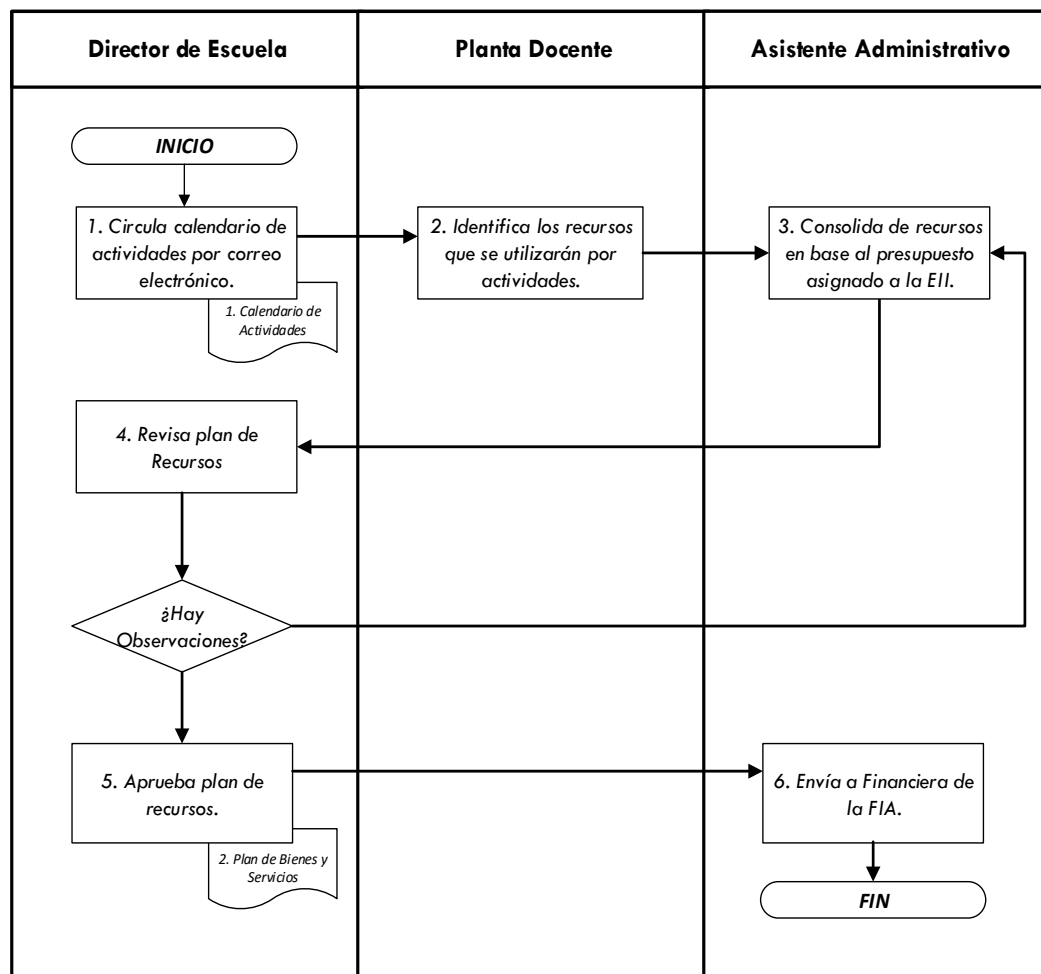 Director de Escuela
Planta Docente
Asistente Administrativo
INICIO
1. Circula calendario de
actividades por correo
electrónico.
1. Calendario de
Actividades
2. Identifica los recursos
que se utilizarán por
actividades.
3. Consolida de recursos
en base al presupuesto
asignado a la EII.
4. Revisa plan de
Recursos
¿Hay
Observaciones?
5. Aprueba plan de
recursos.
2. Plan de Bienes y
Servicios
6. Envía a Financiera de
la FIA.
FIN